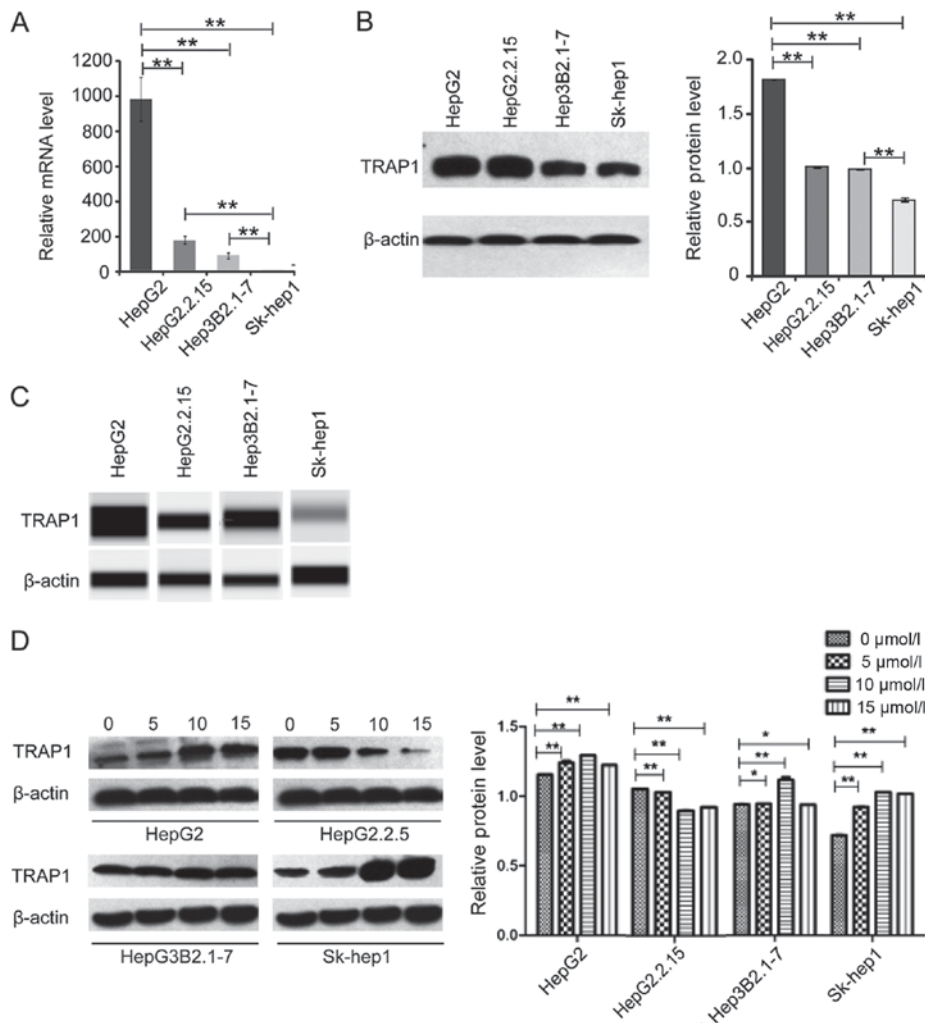 A
Relative mRNA level
1200
1000
800
600
400
200
0
**
**
**
**
**
HepG2
HepG2.2.15
Hep3B2.1-7
Sk-hep1
B
HepG2
HepG2.2.15
Hep3B2.1-7
Sk-hep1
TRAP1
β-actin
Relative protein level
2.0
1.5
1.0
0.5
0
**
**
**
**
HepG2
HepG2.2.15
Hep3B2.1-7
Sk-hep1
C
HepG2
HepG2.2.15
Hep3B2.1-7
Sk-hep1
TRAP1
β-actin
D
0 5 10 15 0 5 10 15
TRAP1
β-actin
HepG2 HepG2.2.5
TRAP1
β-actin
HepG3B2.1-7 Sk-hep1
0 µmol/l
5 µmol/l
10 µmol/l
15 µmol/l
Relative protein level
1.5
1.0
0.5
0.0
**
**
**
**
**
**
*
**
*
**
**
**
HepG2
HepG2.2.15
Hep3B2.1-7
Sk-hep1